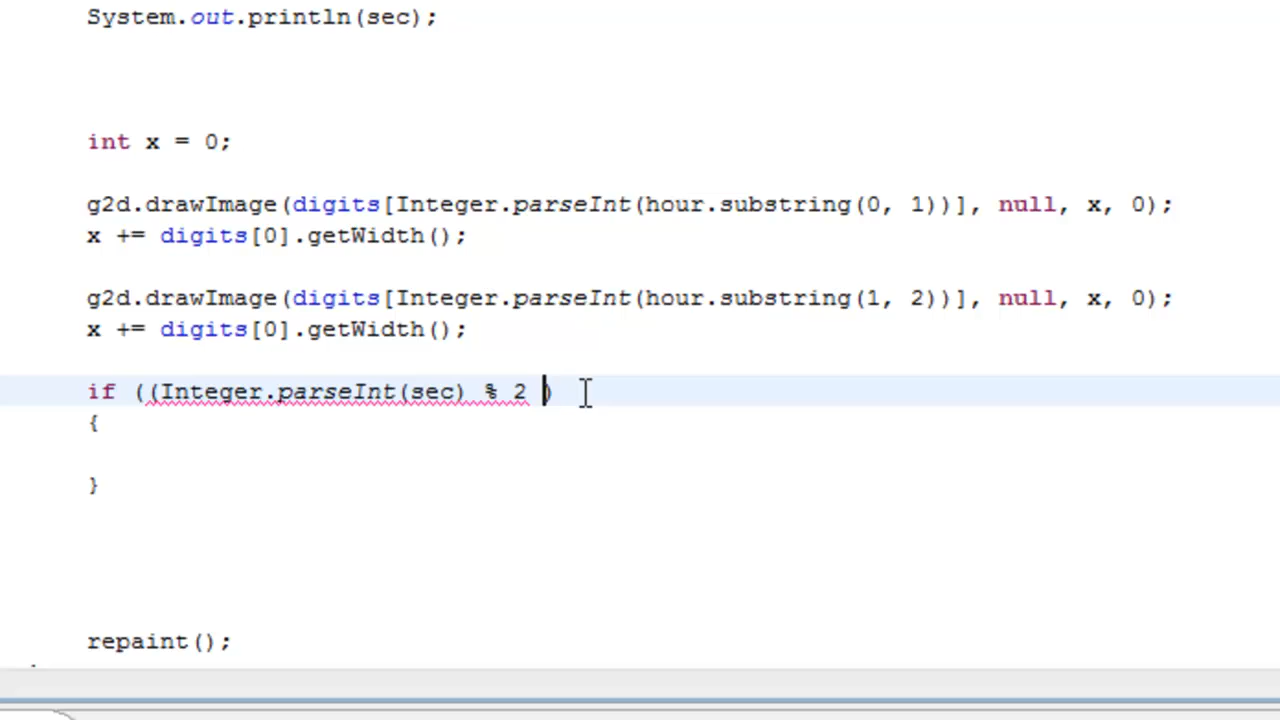 System.out.println(sec);
int x = 0;
g2d.drawImage(digits[Integer.parseInt(hour.substring(0, 1))], null, x, 0);
x += digits[0].getWidth();
g2d.drawImage(digits[Integer.parseInt(hour.substring(1, 2))], null, x, 0);
x += digits[0].getWidth();
if ((Integer.parseInt(sec) % 2 )
{
}
repaint();